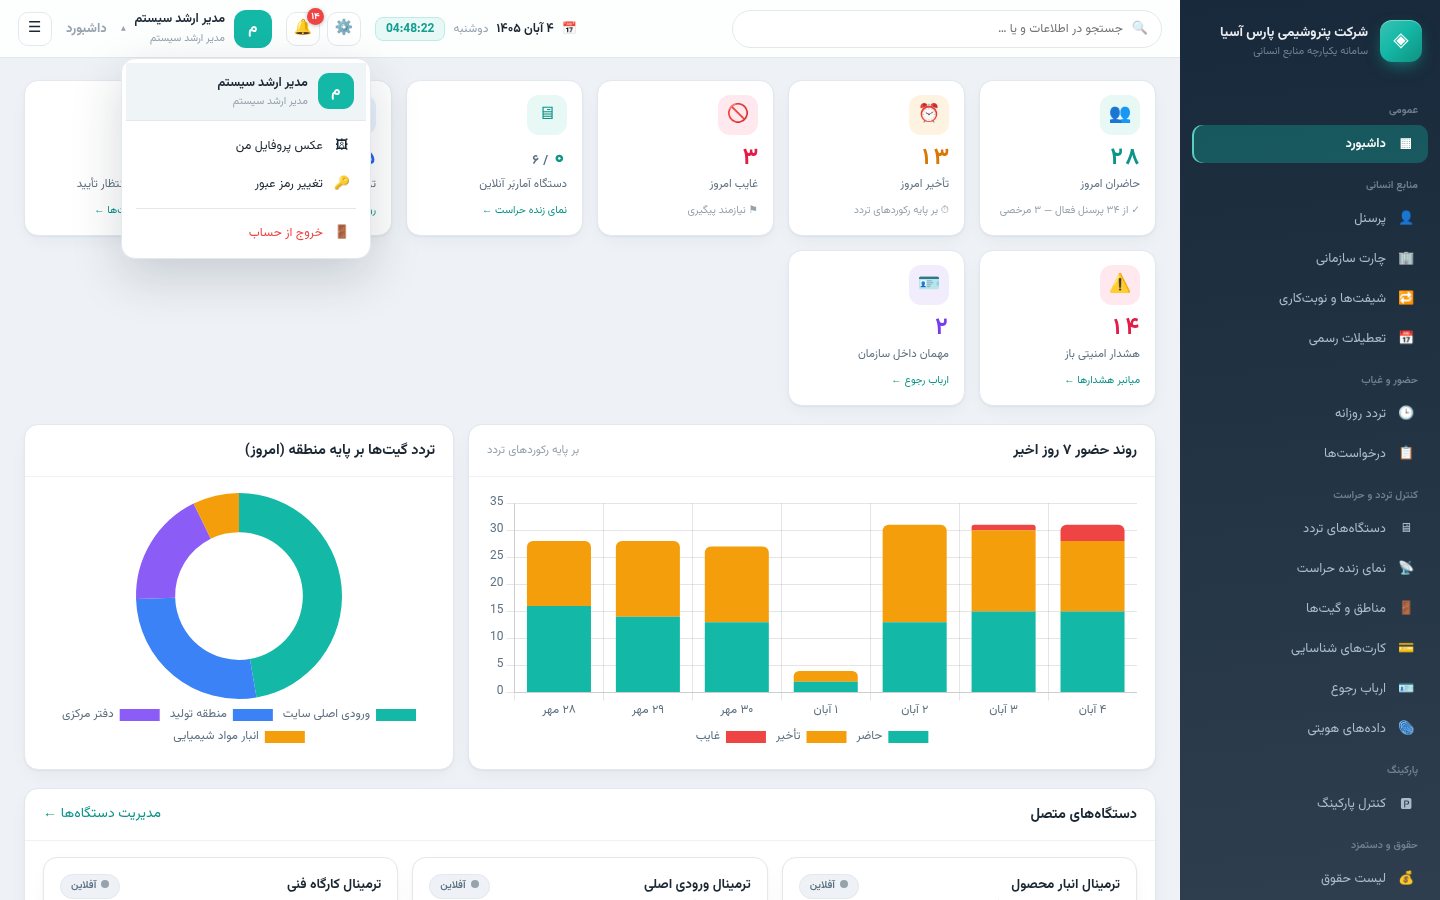 شرکت پتروشیمی پارس آسیا
سامانه یکپارچه منابع انسانی
عمومی
داشبورد
منابع انسانی
پرسنل
چارت سازمانی
شیفت‌ها و نوبت‌کاری
تعطیلات رسمی
حضور و غیاب
تردد روزانه
درخواست‌ها
کنترل تردد و حراست
دستگاه‌های تردد
نمای زنده حراست
مناطق و گیت‌ها
کارت‌های شناسایی
ارباب رجوع
داده‌های هویتی
پارکینگ
کنترل پارکینگ
حقوق و دستمزد
لیست حقوق
جستجو در اطلاعات و یا ...
۴ آبان ۱۴۰۵
دوشنبه
04:48:22
۱۴
م
مدیر ارشد سیستم
مدیر ارشد سیستم
داشبورد
م
مدیر ارشد سیستم
مدیر ارشد سیستم
عکس پروفایل من
تغییر رمز عبور
خروج از حساب
۲۸
حاضران امروز
✓ از ۳۴ پرسنل فعال — ۳ مرخصی
۱۳
تأخیر امروز
بر پایه رکوردهای تردد
۳
غایب امروز
نیازمند پیگیری
۰ / ۶
دستگاه آماربَر آنلاین
نمای زنده حراست ←
انتظار تأیید
۱۴
هشدار امنیتی باز
میانبر هشدارها ←
۲
مهمان داخل سازمان
ارباب رجوع ←
روند حضور ۷ روز اخیر
بر پایه رکوردهای تردد
35
30
25
20
15
10
5
0
۴ آبان
۳ آبان
۲ آبان
۱ آبان
۳۰ مهر
۲۹ مهر
۲۸ مهر
حاضر
تأخیر
غایب
تردد گیت‌ها بر پایه منطقه (امروز)
ورودی اصلی سایت
منطقه تولید
دفتر مرکزی
انبار مواد شیمیایی
دستگاه‌های متصل
مدیریت دستگاه‌ها ←
ترمینال انبار محصول
آفلاین
ترمینال ورودی اصلی
آفلاین
ترمینال کارگاه فنی
آفلاین